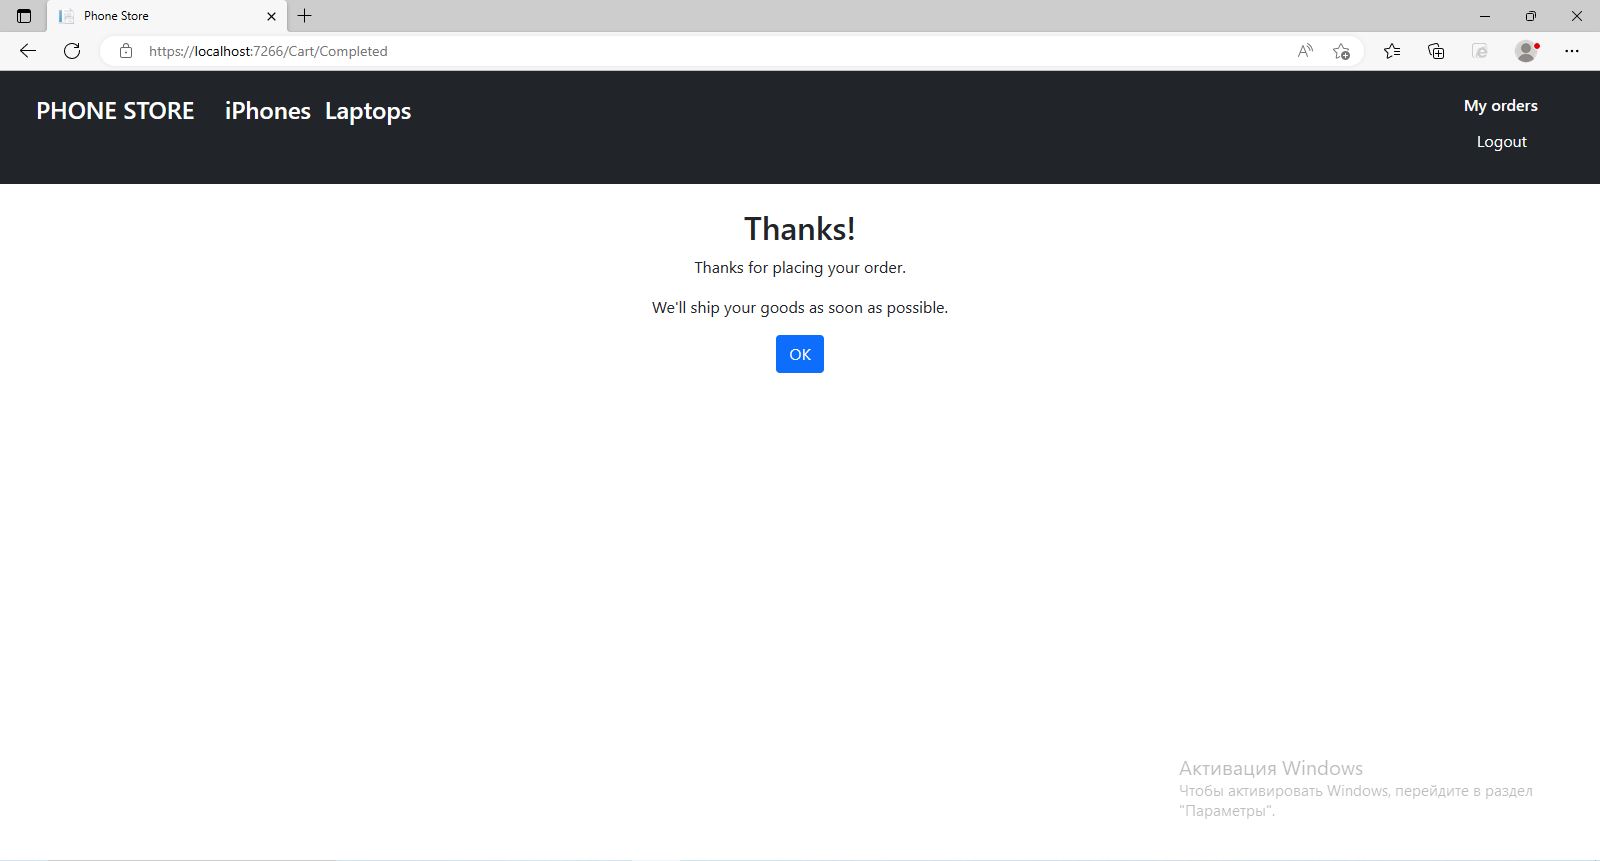 Phone Store
https://localhost:7266/Cart/Completed
PHONE STORE iPhones Laptops
My orders
Logout
Thanks!
Thanks for placing your order.
We'll ship your goods as soon as possible.
OK
Активация Windows
Чтобы активировать Windows, перейдите в раздел
"Параметры".